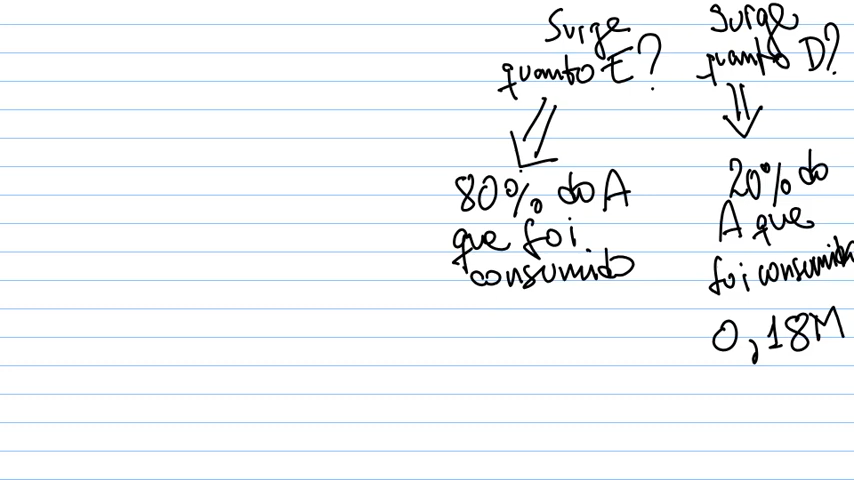 Surge
quanto E?
80% do A
que foi
consumido
Surge
quanto D?
20% do
A que
foi consumido
0,18M